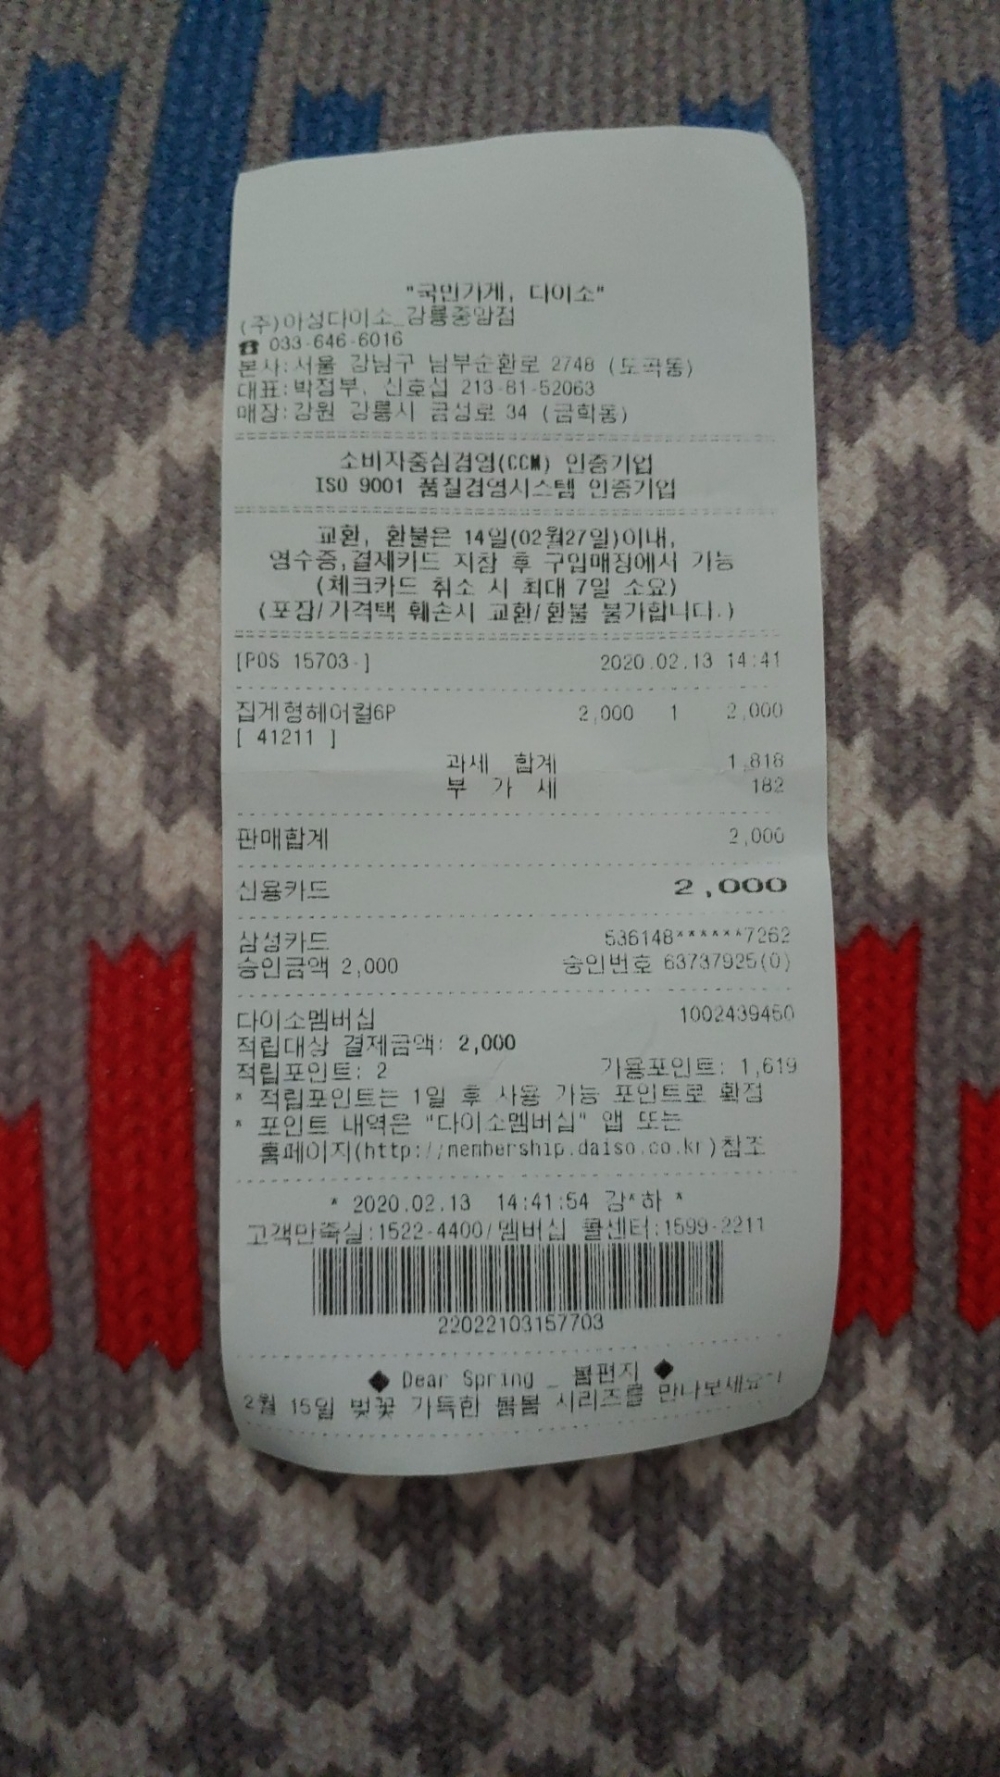 "국민가게, 다이소"
(주)아성다이소_강릉중앙점
☎ 033-646-6016
본사:서울 강남구 남부순환로 2748 (도곡동)
대표:박정부, 신호섭 213-81-52063
매장:강원 강릉시 금성로 34 (금학동)
소비자중심경영(CCM) 인증기업
ISO 9001 품질경영시스템 인증기업
교환, 환불은 14일(02월27일)이내,
영수증,결제카드 지참 후 구입매장에서 가능
(체크카드 취소 시 최대 7일 소요)
(포장/가격택 훼손시 교환/환불 불가합니다.)
[POS 15703-] 2020.02.13 14:41
집게형헤어컬6P 2,000 1 2,000
[ 41211 ]
과세 합계 1,818
부 가 세 182
판매합계 2,000
신용카드 2,000
삼성카드 536148******7262
승인금액 2,000 승인번호 63737925(0)
다이소멤버십 1002439460
적립대상 결제금액: 2,000
적립포인트: 2 가용포인트: 1,619
* 적립포인트는 1일 후 사용 가능 포인트로 확정
* 포인트 내역은 "다이소멤버십" 앱 또는
홈페이지(http://membership.daiso.co.kr)참조
* 2020.02.13 14:41:54 강*하 *
고객만족실:1522-4400/멤버십 콜센터:1599-2211
22022103157703
◆ Dear Spring _ 봄편지 ◆
2월 15일 벚꽃 가득한 봄봄 시리즈를 만나보세요~!